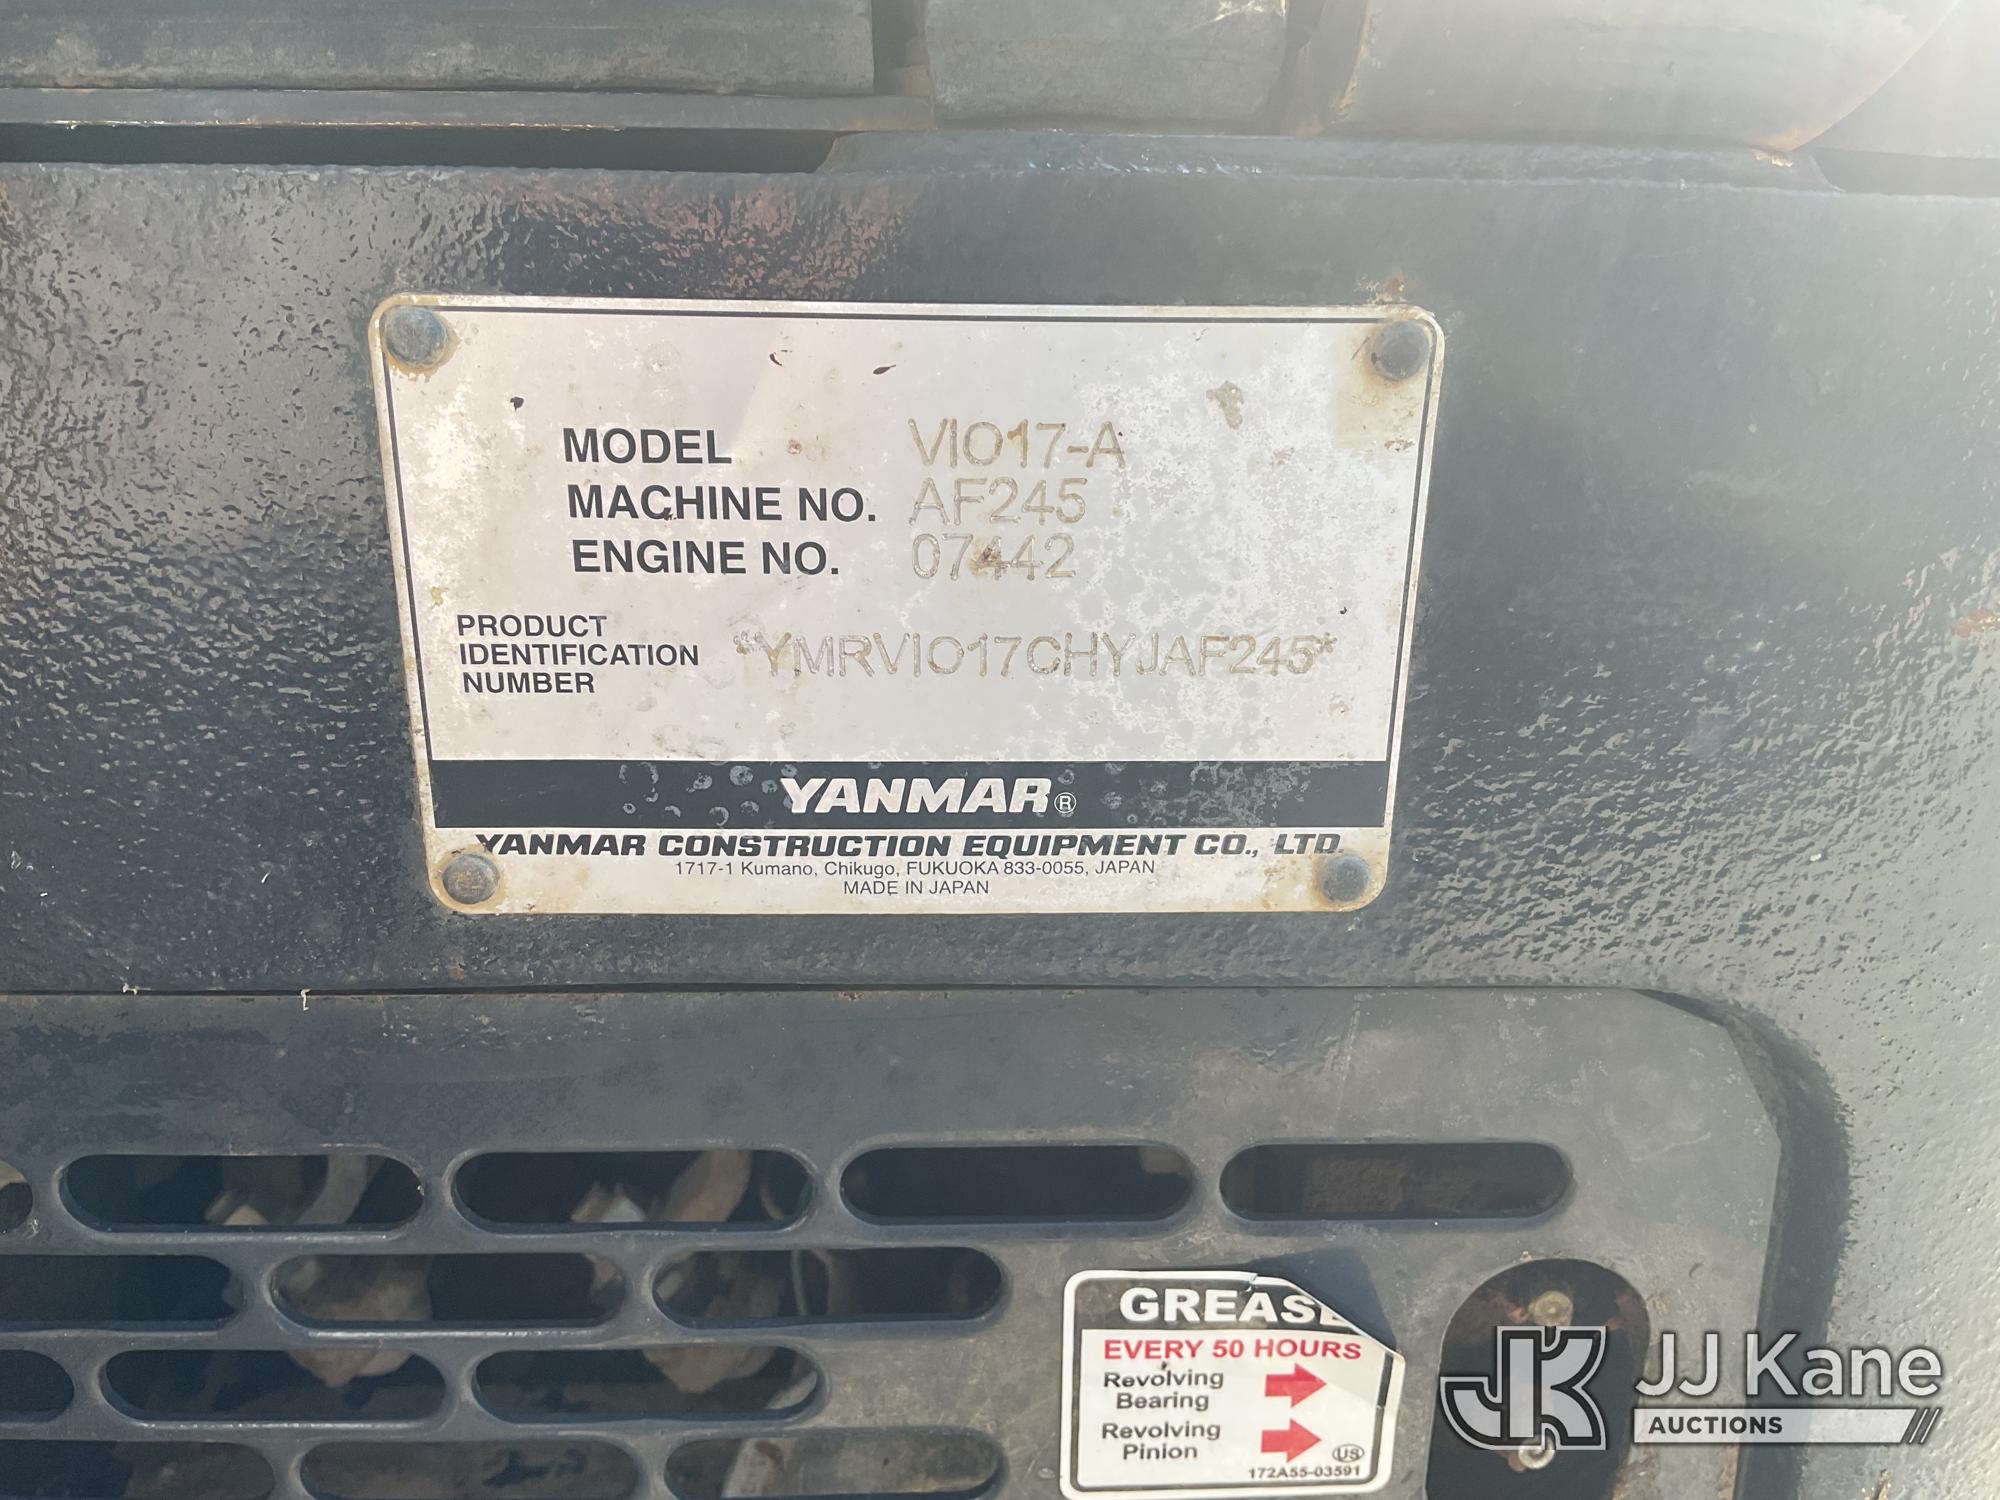 MODEL VIO17-A
MACHINE NO. AF245
ENGINE NO. 07442
PRODUCT
IDENTIFICATION
NUMBER
*YMRVIO17CHYJAF245*
YANMAR®
YANMAR CONSTRUCTION EQUIPMENT CO., LTD.
1717-1 Kumano, Chikugo, FUKUOKA 833-0055, JAPAN
MADE IN JAPAN
GREASE
EVERY 50 HOURS
Revolving
Bearing
Revolving
Pinion
US
172A55-03591
JK JJ Kane
AUCTIONS